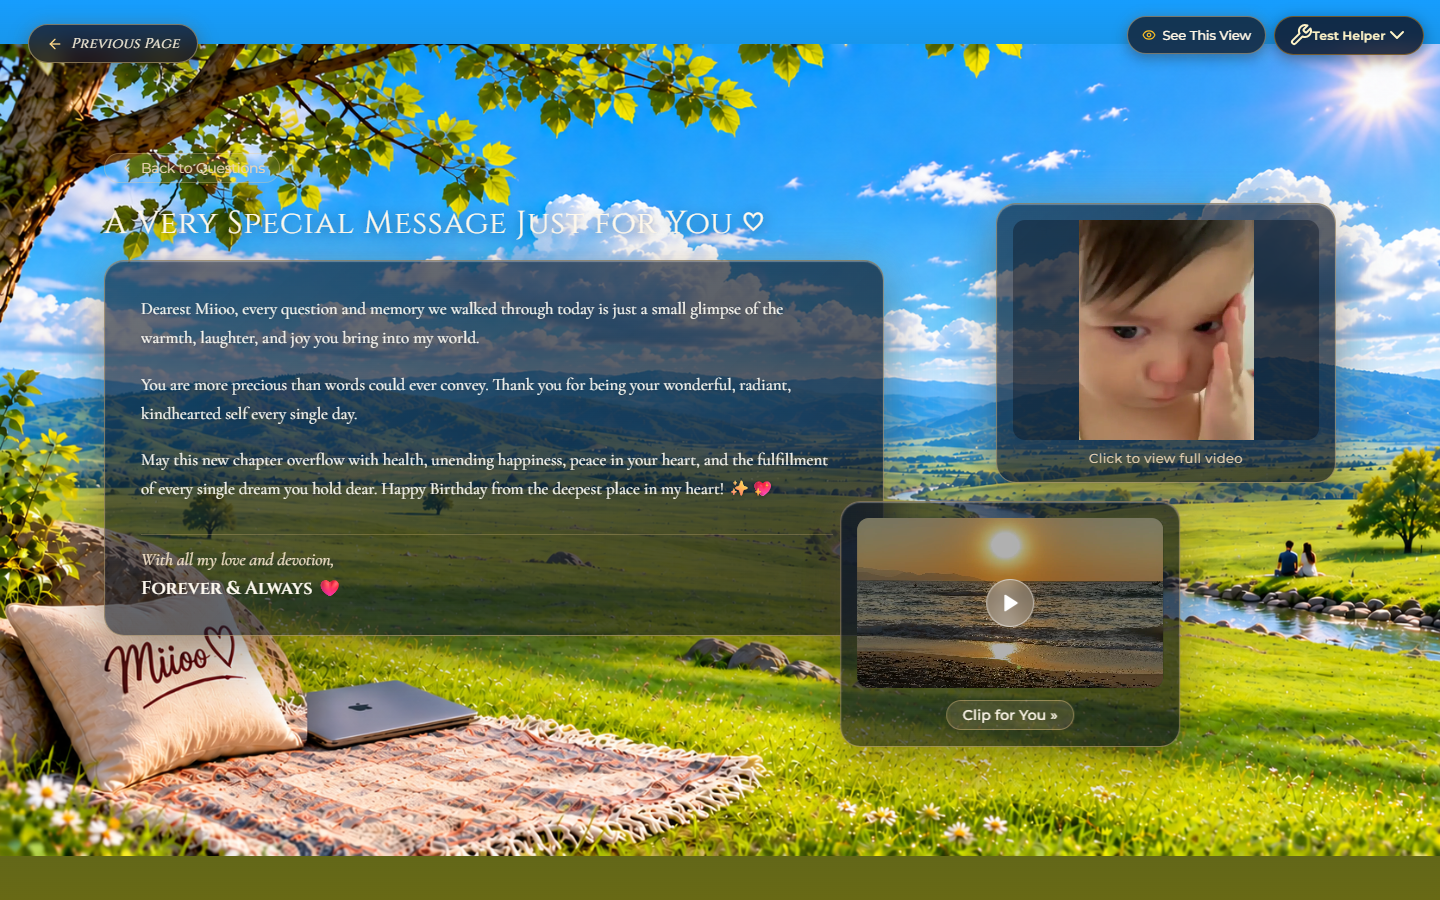 Previous Page
See This View
Test Helper
Back to Questions
A Very Special Message Just for You ♡
Dearest Miioo, every question and memory we walked through today is just a small glimpse of the
warmth, laughter, and joy you bring into my world.
You are more precious than words could ever convey. Thank you for being your wonderful, radiant,
kindhearted self every single day.
May this new chapter overflow with health, unending happiness, peace in your heart, and the fulfillment
of every single dream you hold dear. Happy Birthday from the deepest place in my heart! ✨ 💖
With all my love and devotion,
Forever & Always ❤️
Click to view full video
Clip for You »
Miioo♡